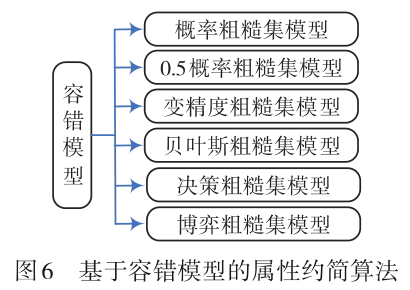 容错模型
概率粗糙集模型
0.5概率粗糙集模型
变精度粗糙集模型
贝叶斯粗糙集模型
决策粗糙集模型
博弈粗糙集模型
图6 基于容错模型的属性约简算法